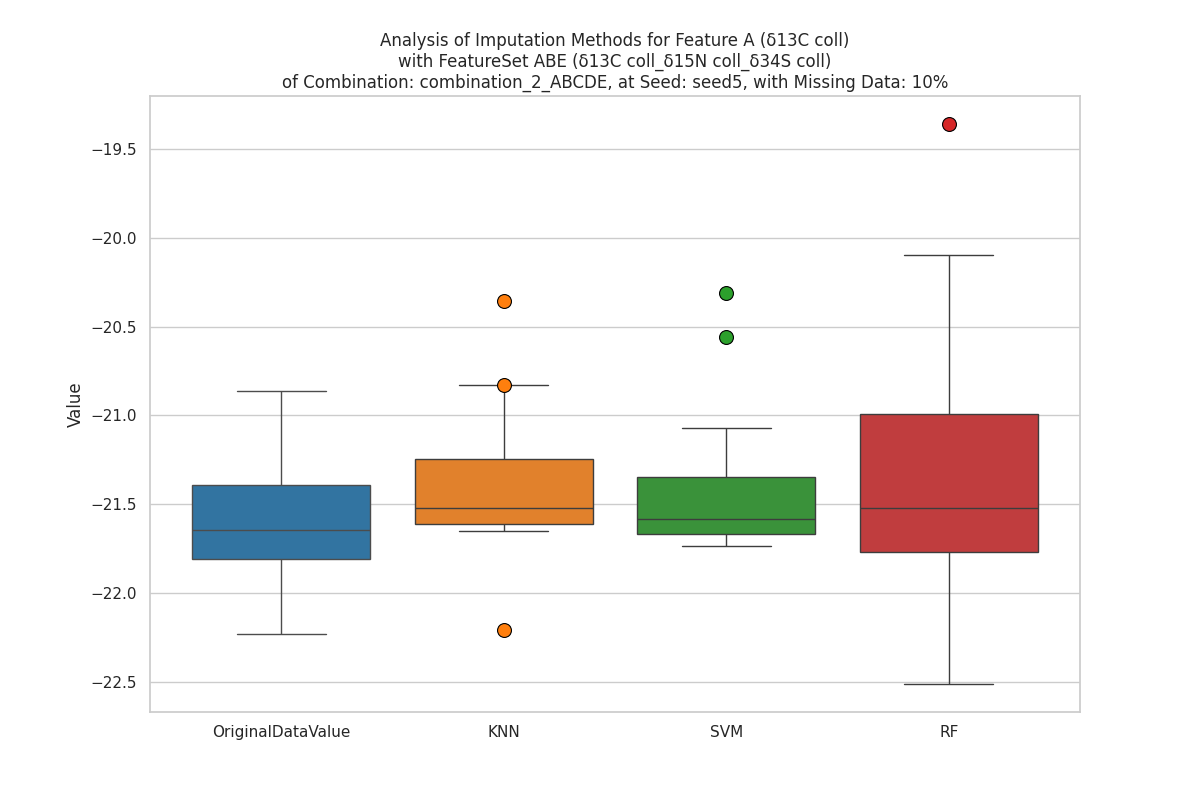 Analysis of Imputation Methods for Feature A (δ13C coll)
with FeatureSet ABE (δ13C coll_δ15N coll_δ34S coll)
of Combination: combination_2_ABCDE, at Seed: seed5, with Missing Data: 10%
Value
−19.5
−20.0
−20.5
−21.0
−21.5
−22.0
−22.5
OriginalDataValue KNN SVM RF